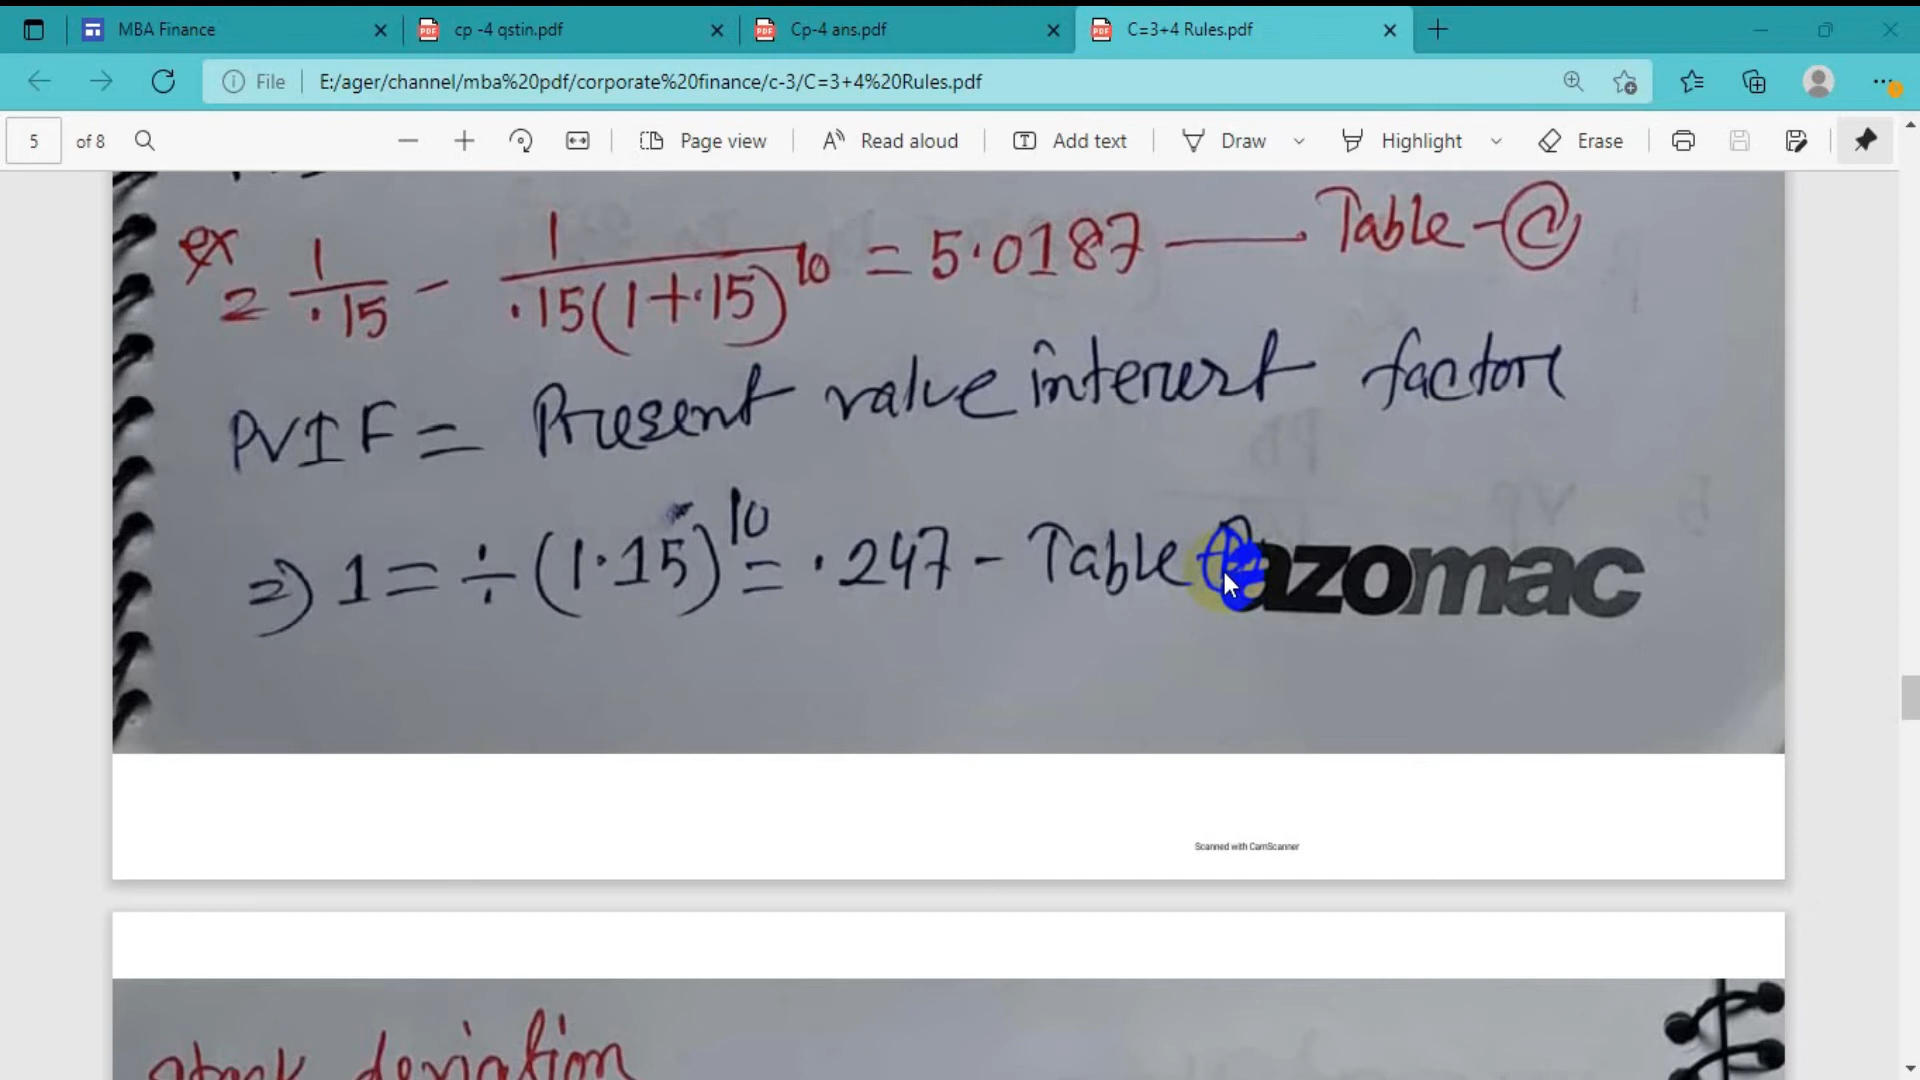 MBA Finance
cp -4 qstin.pdf
Cp-4 ans.pdf
C=3+4 Rules.pdf
File
E:/ager/channel/mba%20pdf/corporate%20finance/c-3/C=3+4%20Rules.pdf
5 of 8
Page view
Read aloud
Add text
Draw
Highlight
Erase
ex
= 1/.15 - 1/.15(1+.15)^10 = 5.0187 — Table -
PVIF = Present value interest factor
=) 1 = ÷ (1.15)^10 = .247 - Table
azomac
Scanned with CamScanner
deviation